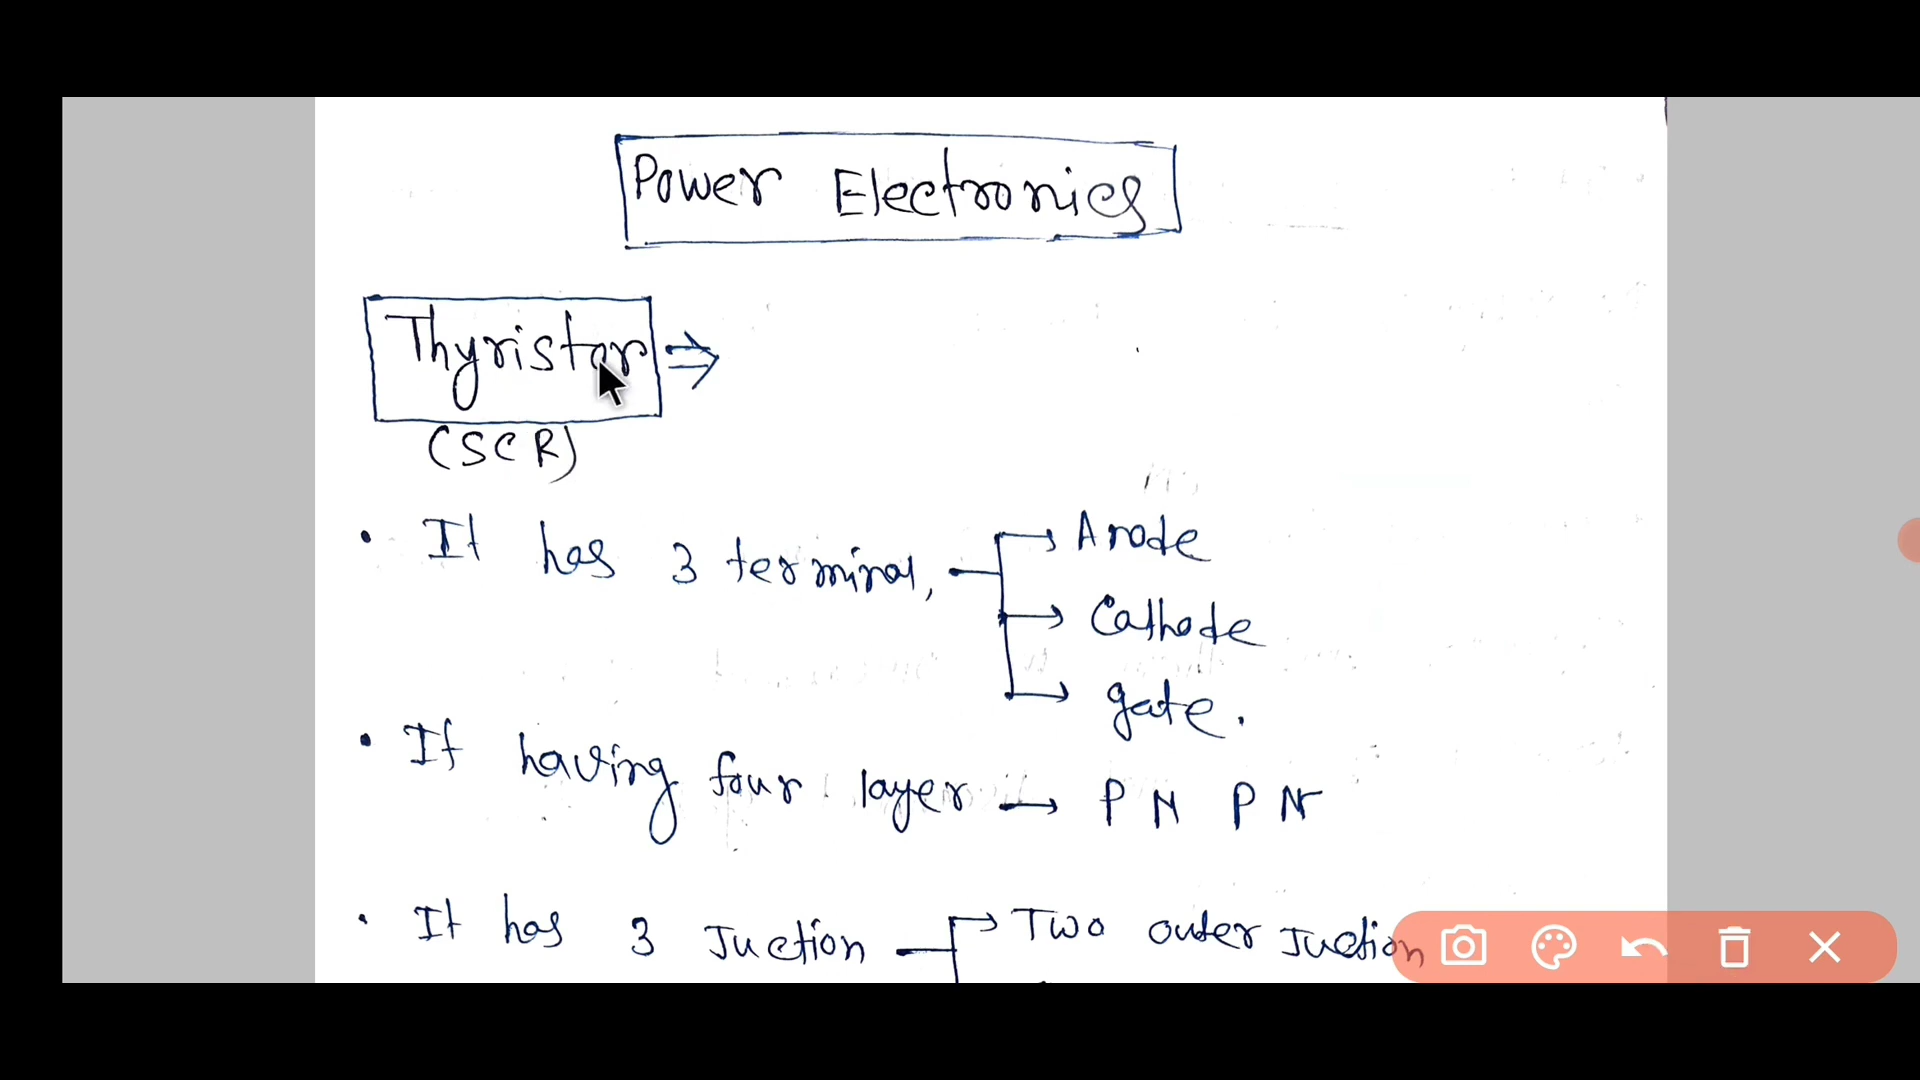 Power Electronics
Thyristor ⇒
(SCR)
• It has 3 terminal, → Anode
→ Cathode
→ gate.
• It having four layer → P N P N
• It has 3 Juction → Two outer Juction